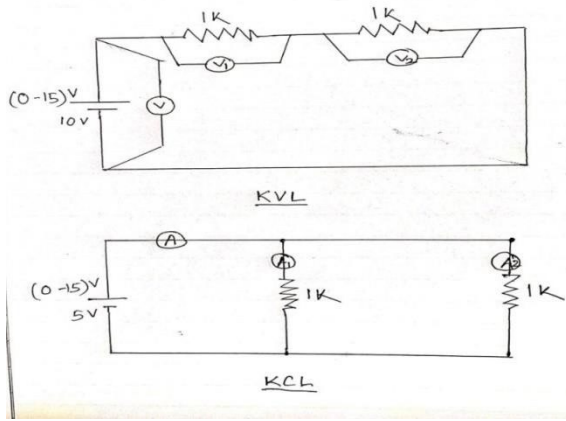 1K 1K
V1 V2
(0-15)V V
10V
KVL
A
A1 A2
(0-15)V 1K 1K
5V
KCL